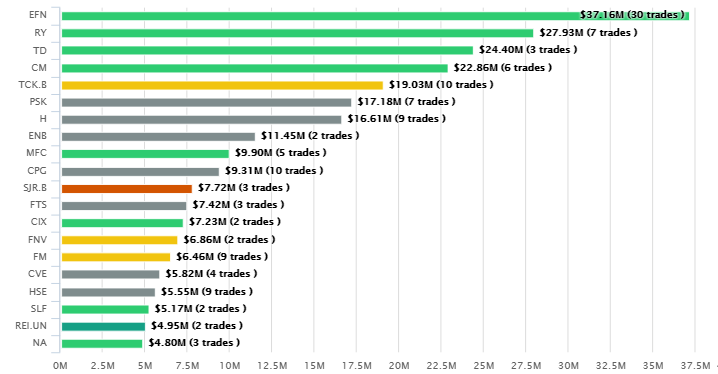 EFN $37.16M (30 trades )
RY $27.93M (7 trades )
TD $24.40M (3 trades )
CM $22.86M (6 trades )
TCK.B $19.03M (10 trades )
PSK $17.18M (7 trades )
H $16.61M (9 trades )
ENB $11.45M (2 trades )
MFC $9.90M (5 trades )
CPG $9.31M (10 trades )
SJR.B $7.72M (3 trades )
FTS $7.42M (3 trades )
CIX $7.23M (2 trades )
FNV $6.86M (2 trades )
FM $6.46M (9 trades )
CVE $5.82M (4 trades )
HSE $5.55M (9 trades )
SLF $5.17M (2 trades )
REI.UN $4.95M (2 trades )
NA $4.80M (3 trades )
0M 2.5M 5M 7.5M 10M 12.5M 15M 17.5M 20M 22.5M 25M 27.5M 30M 32.5M 35M 37.5M